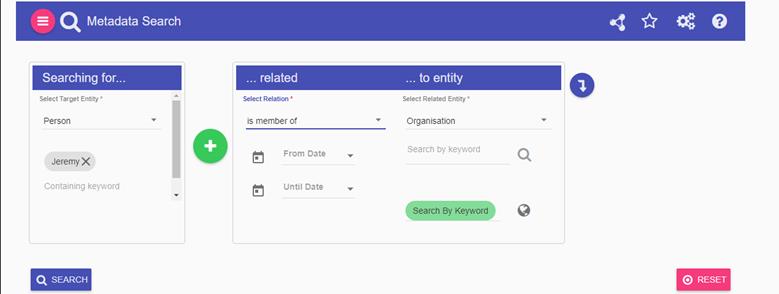 Metadata Search
Searching for...
Select Target Entity *
Person
Jeremy
Containing keyword
... related
Select Relation *
is member of
From Date
Until Date
... to entity
Select Related Entity *
Organisation
Search by keyword
Search By Keyword
SEARCH
RESET